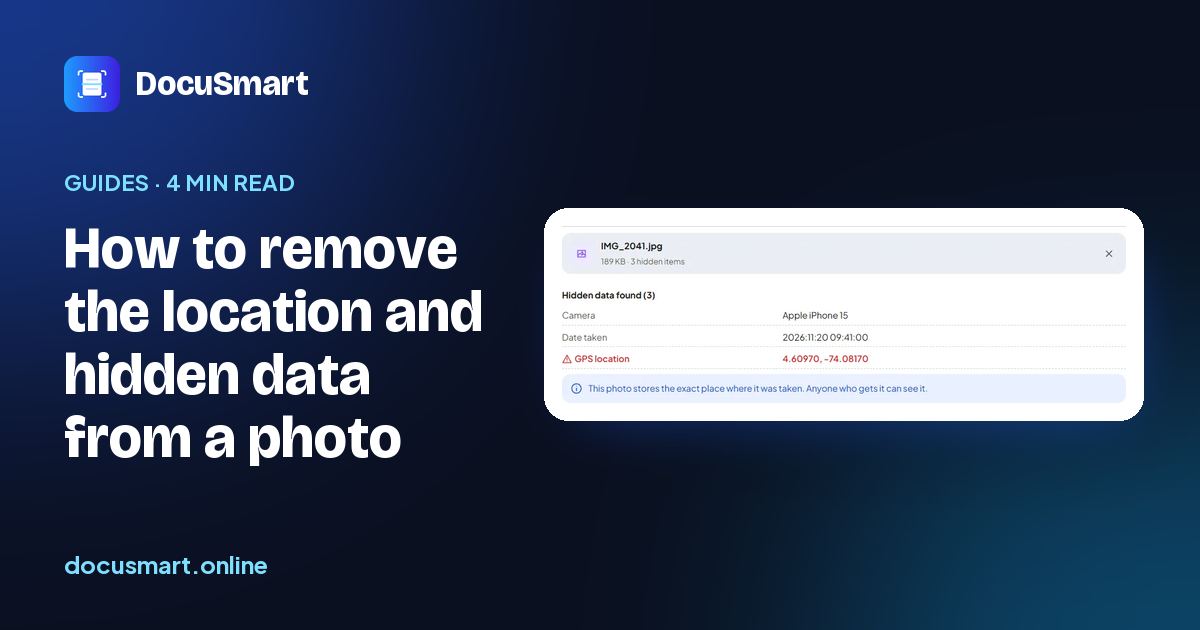 DocuSmart
GUIDES · 4 MIN READ
How to remove
the location and
hidden data
from a photo
docusmart.online
IMG_2041.jpg
189 KB · 3 hidden items
Hidden data found (3)
Camera Apple iPhone 15
Date taken 2026:11:20 09:41:00
GPS location 4.60970, -74.08170
This photo stores the exact place where it was taken. Anyone who gets it can see it.